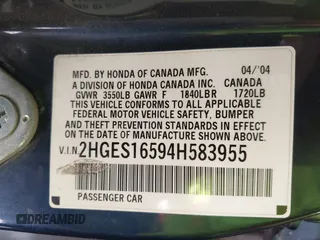 MFD. BY HONDA OF CANADA MFG. 04/'04
A DIVISION OF HONDA CANADA INC. CANADA
GVWR 3550LB GAWR F 1840LBR 1720LB
THIS VEHICLE CONFORMS TO ALL APPLICABLE
FEDERAL MOTOR VEHICLE SAFETY, BUMPER
AND THEFT PREVENTION STANDARDS IN
EFFECT ON THE DATE OF MANUFACTURE
SHOWN ABOVE.
V.I.N. 2HGES16594H583955
PASSENGER CAR
DREAMBID